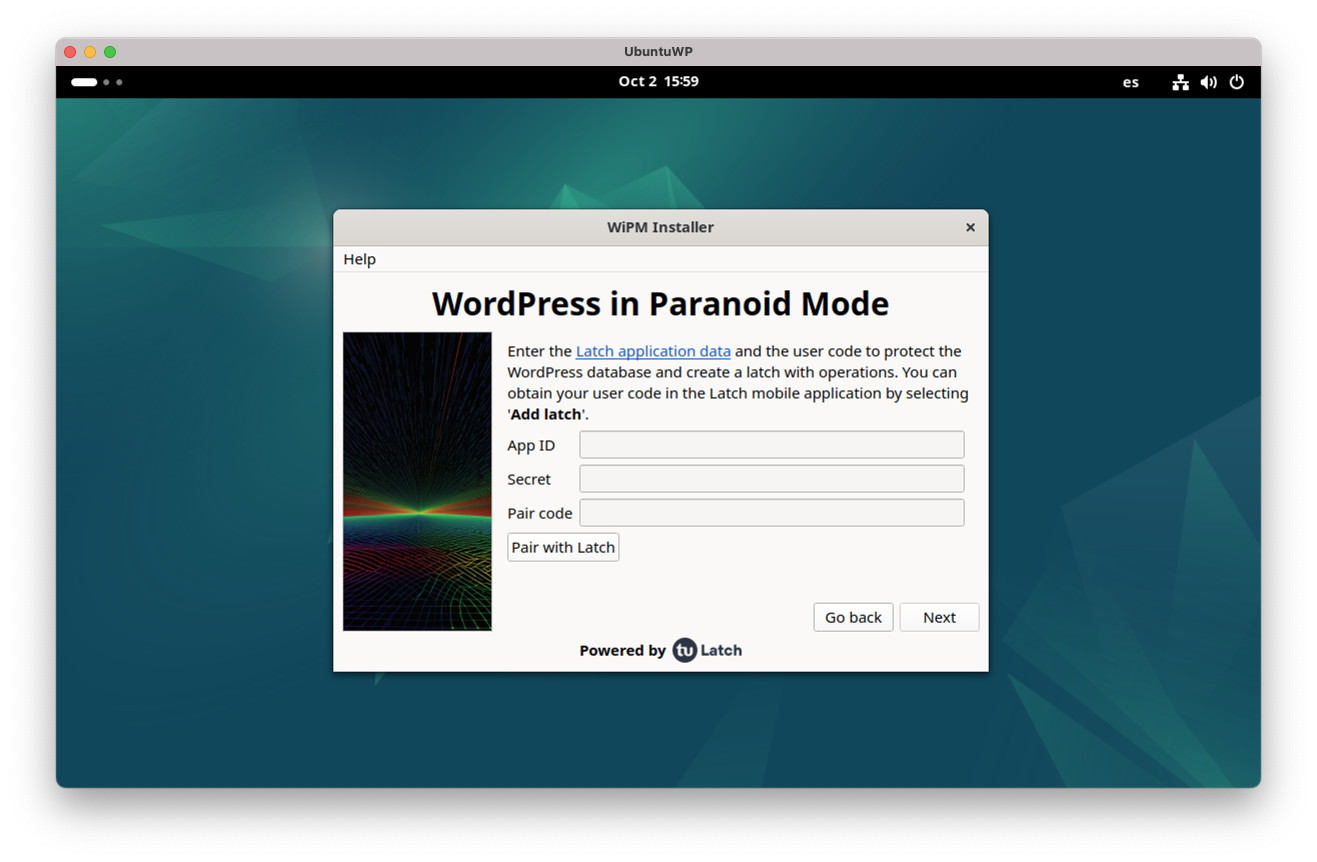 UbuntuWP
Oct 2 15:59
es
WiPM Installer
×
Help
WordPress in Paranoid Mode
Enter the Latch application data and the user code to protect the
WordPress database and create a latch with operations. You can
obtain your user code in the Latch mobile application by selecting
'Add latch'.
App ID
Secret
Pair code
Pair with Latch
Go back Next
Powered by tu Latch